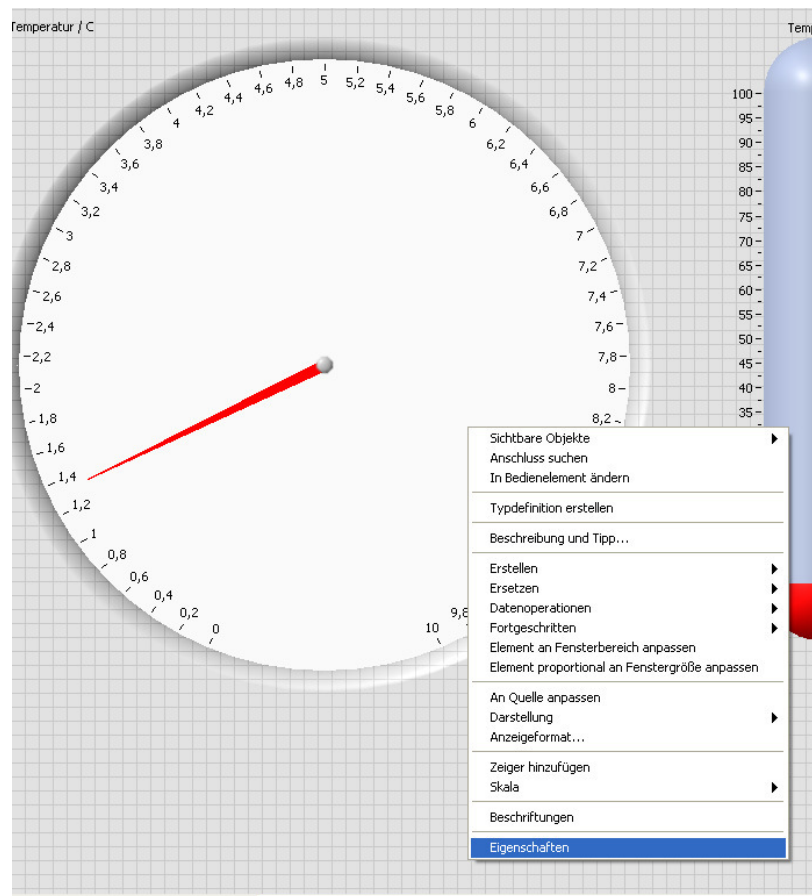 Temperatur / C
Temp
0
0,2
0,4
0,6
0,8
1
1,2
1,4
1,6
1,8
2
2,2
2,4
2,6
2,8
3
3,2
3,4
3,6
3,8
4
4,2
4,4
4,6
4,8
5
5,2
5,4
5,6
5,8
6
6,2
6,4
6,6
6,8
7
7,2
7,4
7,6
7,8
8
8,2
9,8
10
100
95
90
85
80
75
70
65
60
55
50
45
40
35
Sichtbare Objekte
Anschluss suchen
In Bedienelement ändern
Typdefinition erstellen
Beschreibung und Tipp...
Erstellen
Ersetzen
Datenoperationen
Fortgeschritten
Element an Fensterbereich anpassen
Element proportional an Fenstergröße anpassen
An Quelle anpassen
Darstellung
Anzeigeformat...
Zeiger hinzufügen
Skala
Beschriftungen
Eigenschaften